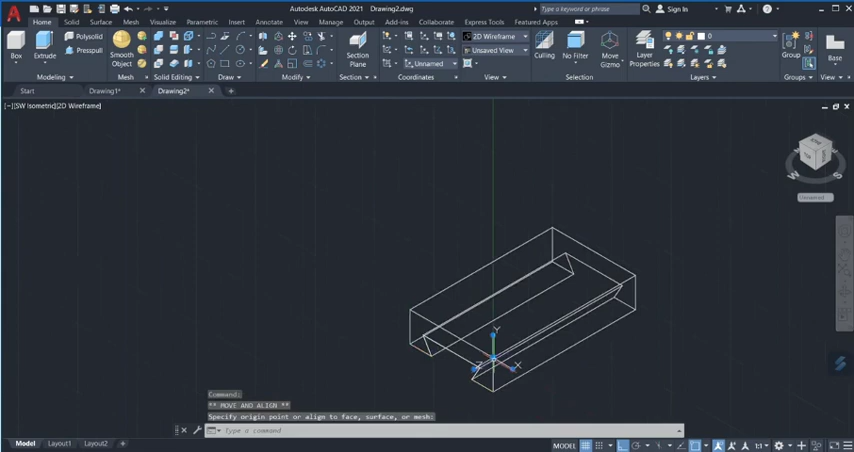 Autodesk AutoCAD 2021 Drawing2.dwg
Type a keyword or phrase
Sign In
Home Solid Surface Mesh Visualize Parametric Insert Annotate View Manage Output Add-ins Collaborate Express Tools Featured Apps
Polysolid
Presspull
2D Wireframe
Unsaved View
Unnamed
0
Box Extrude Smooth Object Section Plane Culling No Filter Move Gizmo Layer Properties Group Base
Modeling Mesh Solid Editing Draw Modify Section Coordinates View Selection Layers Groups View
Start Drawing1* Drawing2*
[−][SW Isometric][2D Wireframe]
W S
Unnamed
Y
Z X
Command:
** MOVE AND ALIGN **
Specify origin point or align to face, surface, or mesh:
Type a command
Model Layout1 Layout2 +
MODEL 1:1